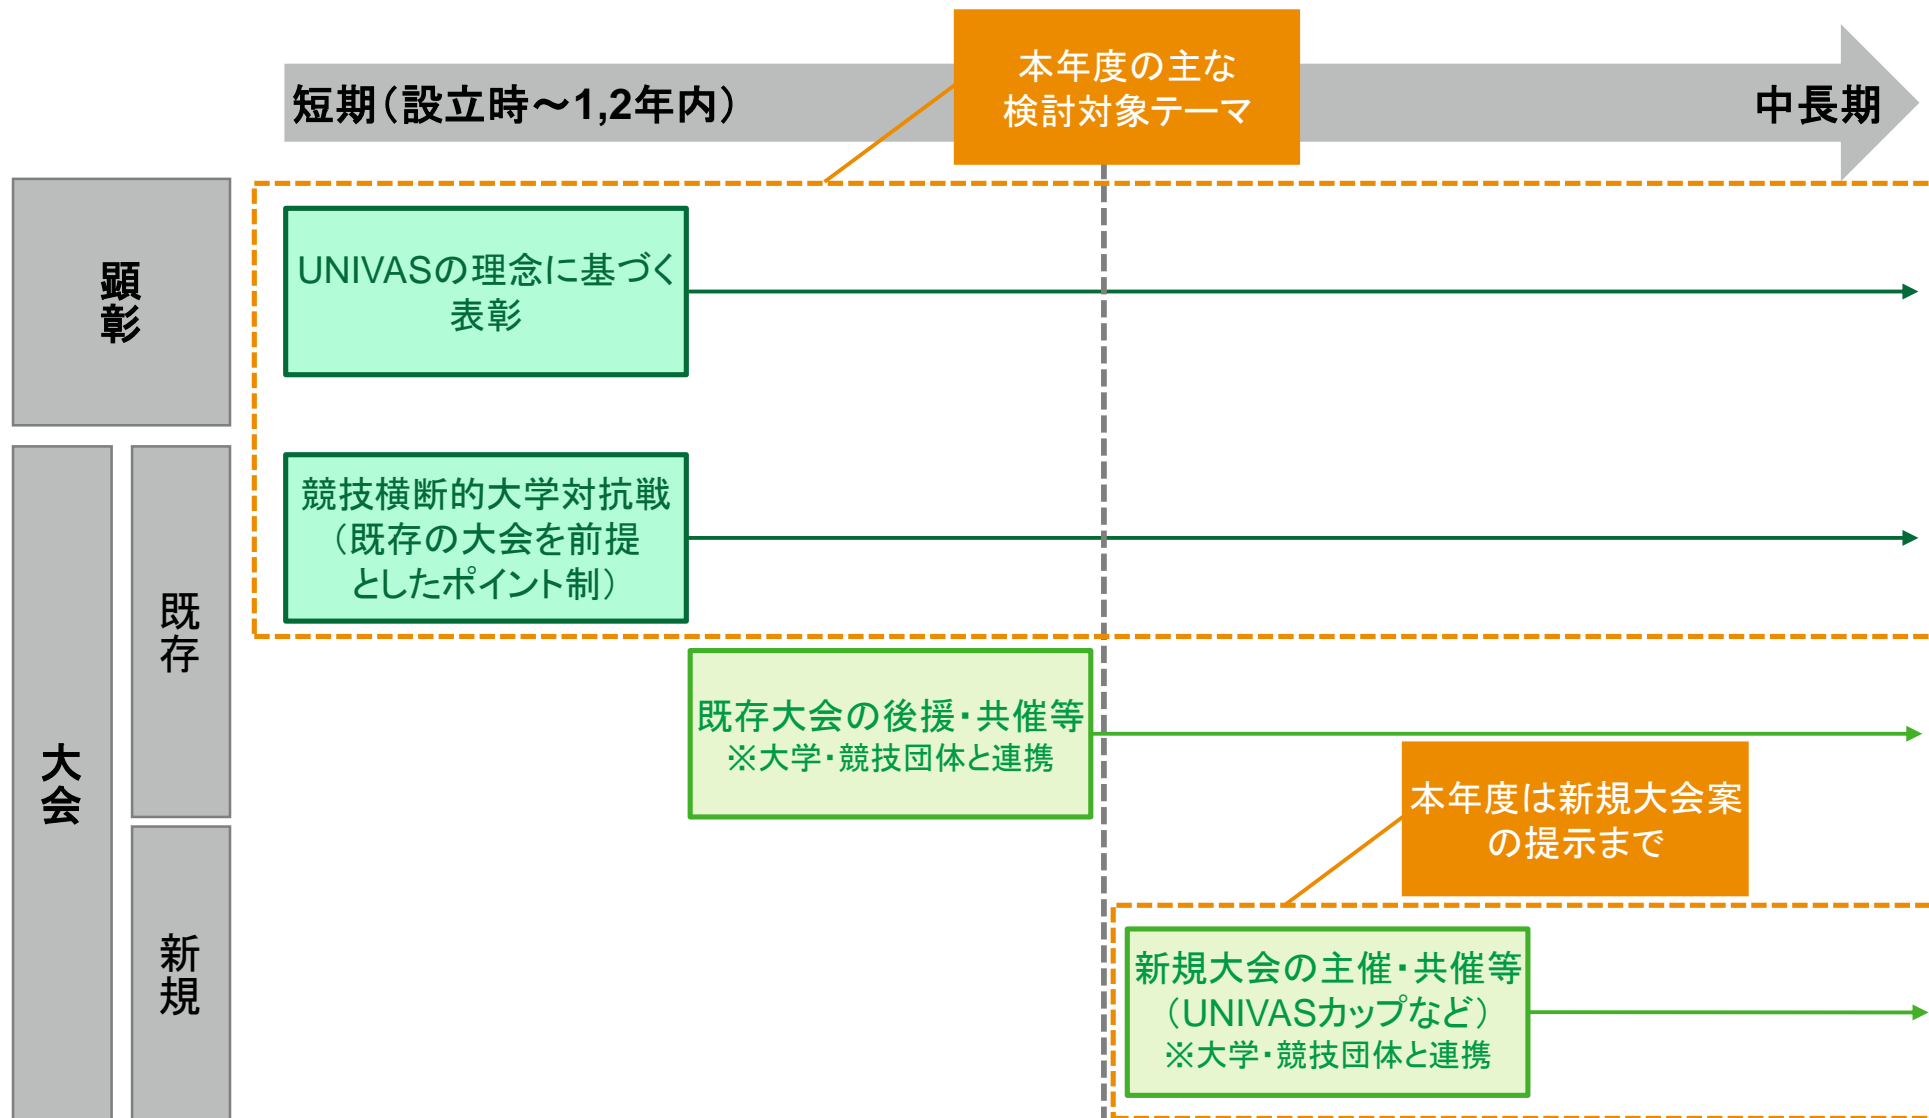 本年度の主な
検討対象テーマ
短期（設立時～1,2年内）
中長期
顕彰
UNIVASの理念に基づく
表彰
大会
既存
競技横断的大学対抗戦
（既存の大会を前提
としたポイント制）
既存大会の後援・共催等
※大学・競技団体と連携
本年度は新規大会案
の提示まで
新規
新規大会の主催・共催等
（UNIVASカップなど）
※大学・競技団体と連携